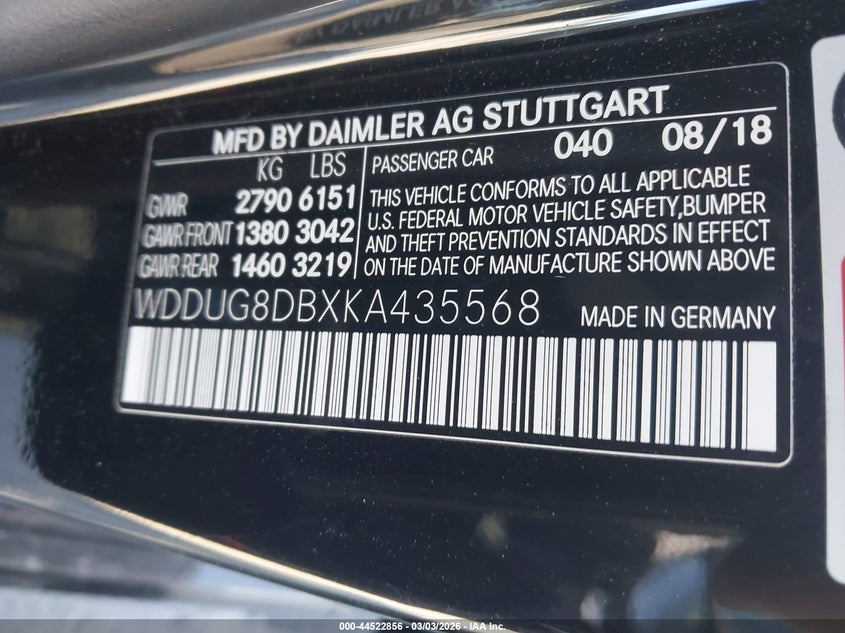 MFD BY DAIMLER AG STUTTGART
KG LBS
GVWR 2790 6151
GAWR FRONT 1380 3042
GAWR REAR 1460 3219
PASSENGER CAR 040 08/18
THIS VEHICLE CONFORMS TO ALL APPLICABLE
U.S. FEDERAL MOTOR VEHICLE SAFETY,BUMPER
AND THEFT PREVENTION STANDARDS IN EFFECT
ON THE DATE OF MANUFACTURE SHOWN ABOVE
WDDUG8DBXKA435568 MADE IN GERMANY
000-44522856 - 03/03/2026 - IAA Inc.